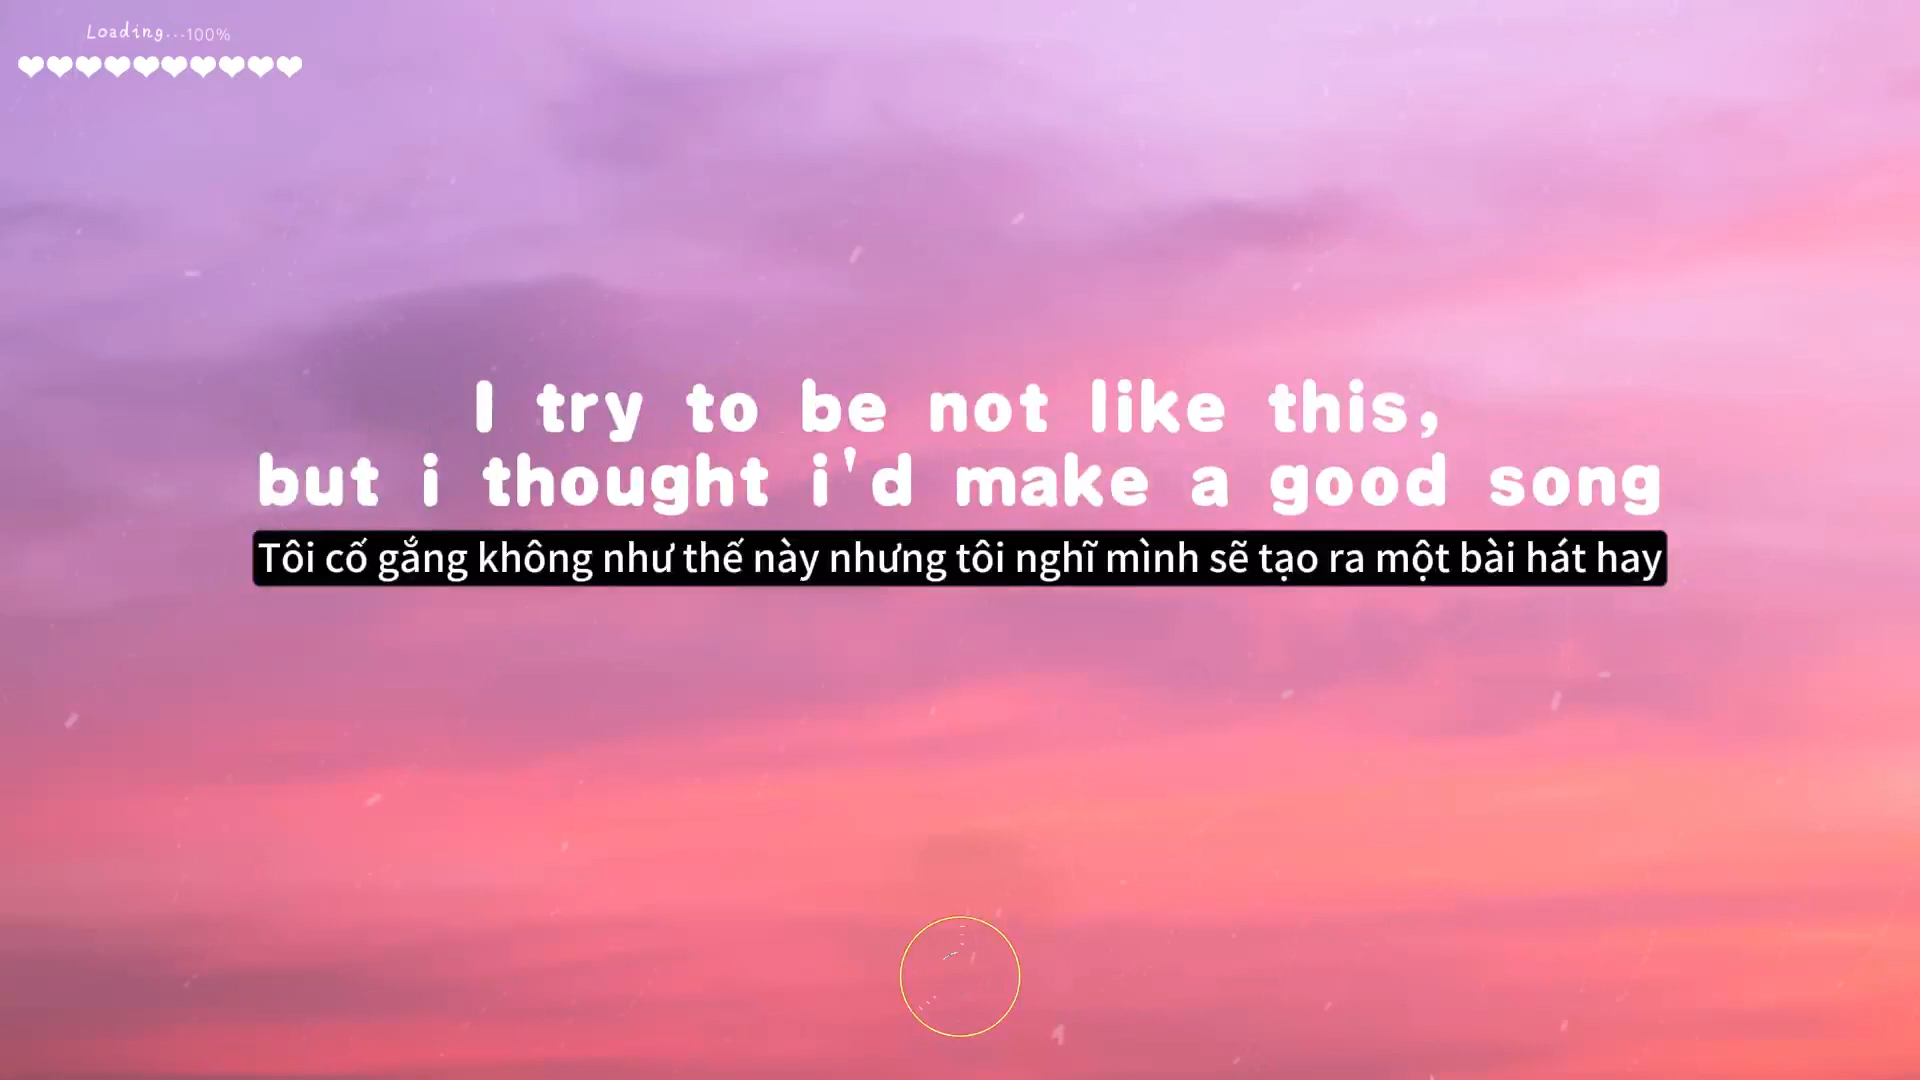 Loading...100%
I try to be not like this,
but i thought i'd make a good song
Tôi cố gắng không như thế này nhưng tôi nghĩ mình sẽ tạo ra một bài hát hay